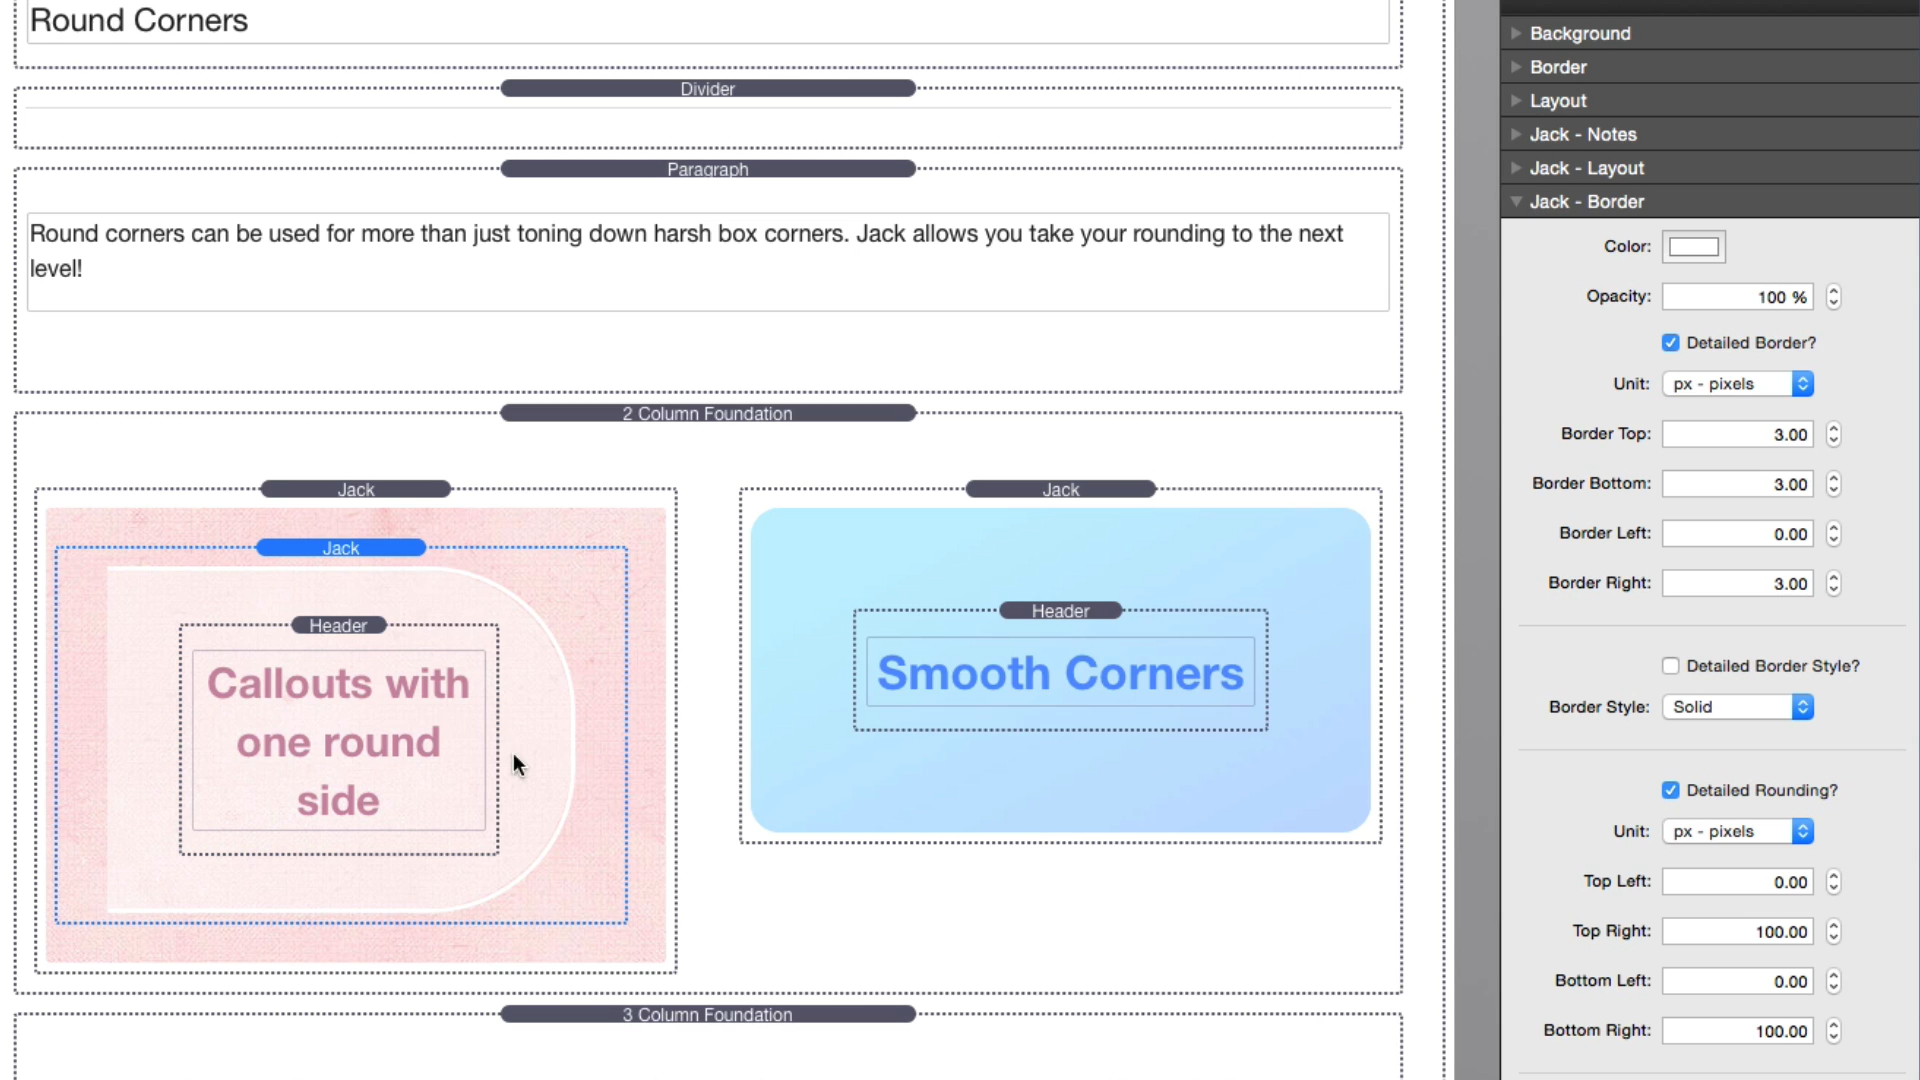 Round Corners
Divider
Paragraph
Round corners can be used for more than just toning down harsh box corners. Jack allows you take your rounding to the next
level!
2 Column Foundation
Jack
Jack
Header
Callouts with
one round
side
Jack
Header
Smooth Corners
3 Column Foundation
Background
Border
Layout
Jack - Notes
Jack - Layout
Jack - Border
Color:
Opacity: 100 %
Detailed Border?
Unit: px - pixels
Border Top: 3.00
Border Bottom: 3.00
Border Left: 0.00
Border Right: 3.00
Detailed Border Style?
Border Style: Solid
Detailed Rounding?
Unit: px - pixels
Top Left: 0.00
Top Right: 100.00
Bottom Left: 0.00
Bottom Right: 100.00